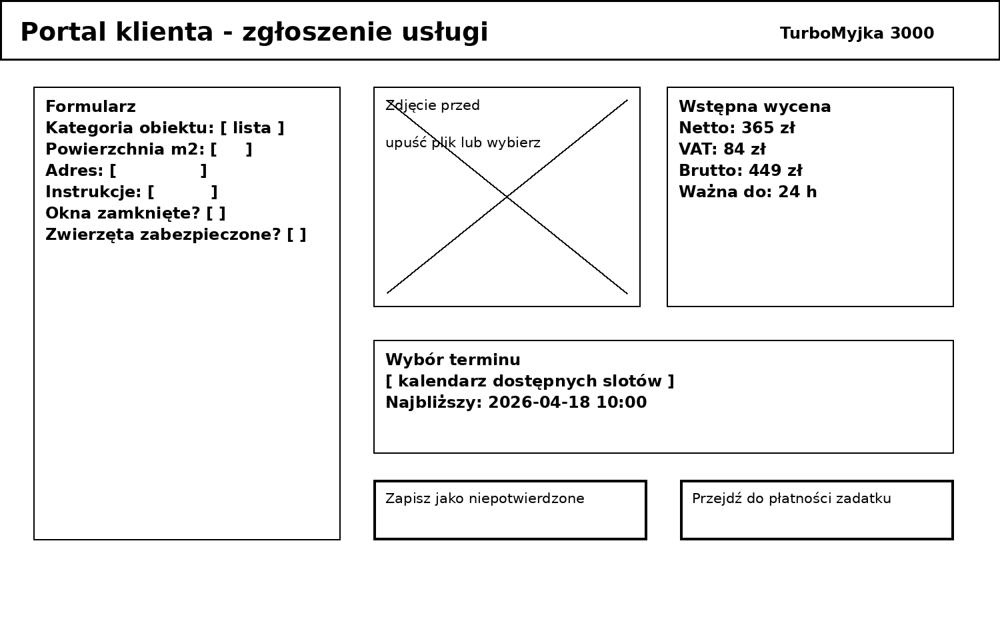 Portal klienta - zgłoszenie usługi
TurboMyjka 3000
Formularz
Kategoria obiektu: [ lista ]
Powierzchnia m2: [     ]
Adres: [               ]
Instrukcje: [          ]
Okna zamknięte? [ ]
Zwierzęta zabezpieczone? [ ]
Zdjęcie przed
upuść plik lub wybierz
Wstępna wycena
Netto: 365 zł
VAT: 84 zł
Brutto: 449 zł
Ważna do: 24 h
Wybór terminu
[ kalendarz dostępnych slotów ]
Najbliższy: 2026-04-18 10:00
Zapisz jako niepotwierdzone
Przejdź do płatności zadatku